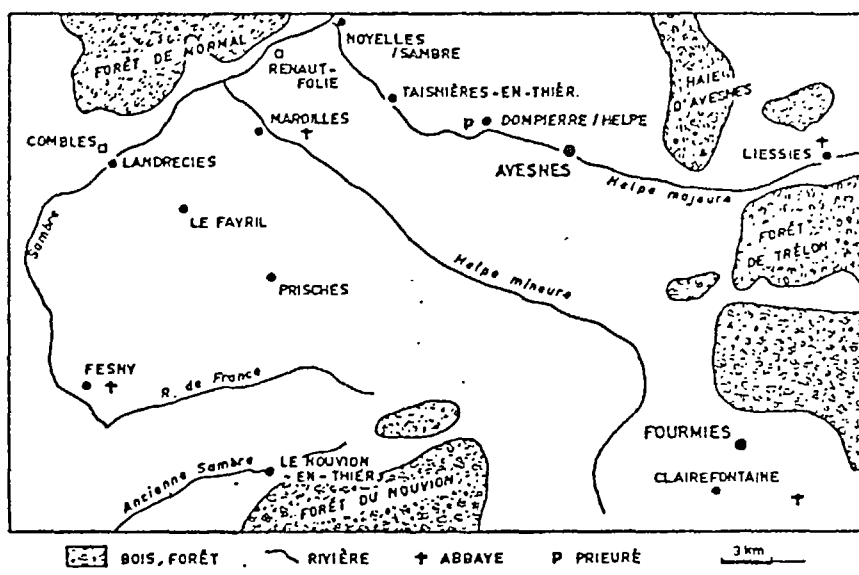 FORÊT DE MORMAL
NOYELLES
/SAMBRE
RENAUT-
FOLIE
TAISNIÈRES-EN-THIÉR.
HAIE
D'AVESNES
MAROILLES
P DOMPIERRE/HELPE
COMBLES
LANDRECIES
AVESNES
LIESSIES
Helpe majeure
Sambre
LE FAYRIL
FORÊT
DE TRÉLON
PRISCHES
Helpe mineure
FESMY
R. de France
FOURMIES
LE NOUVION
-EN-THIÉR.
CLAIREFONTAINE
Ancienne Sambre
FORÊT DU NOUVION
BOIS, FORÊT RIVIÈRE ABBAYE P PRIEURÉ 3 km